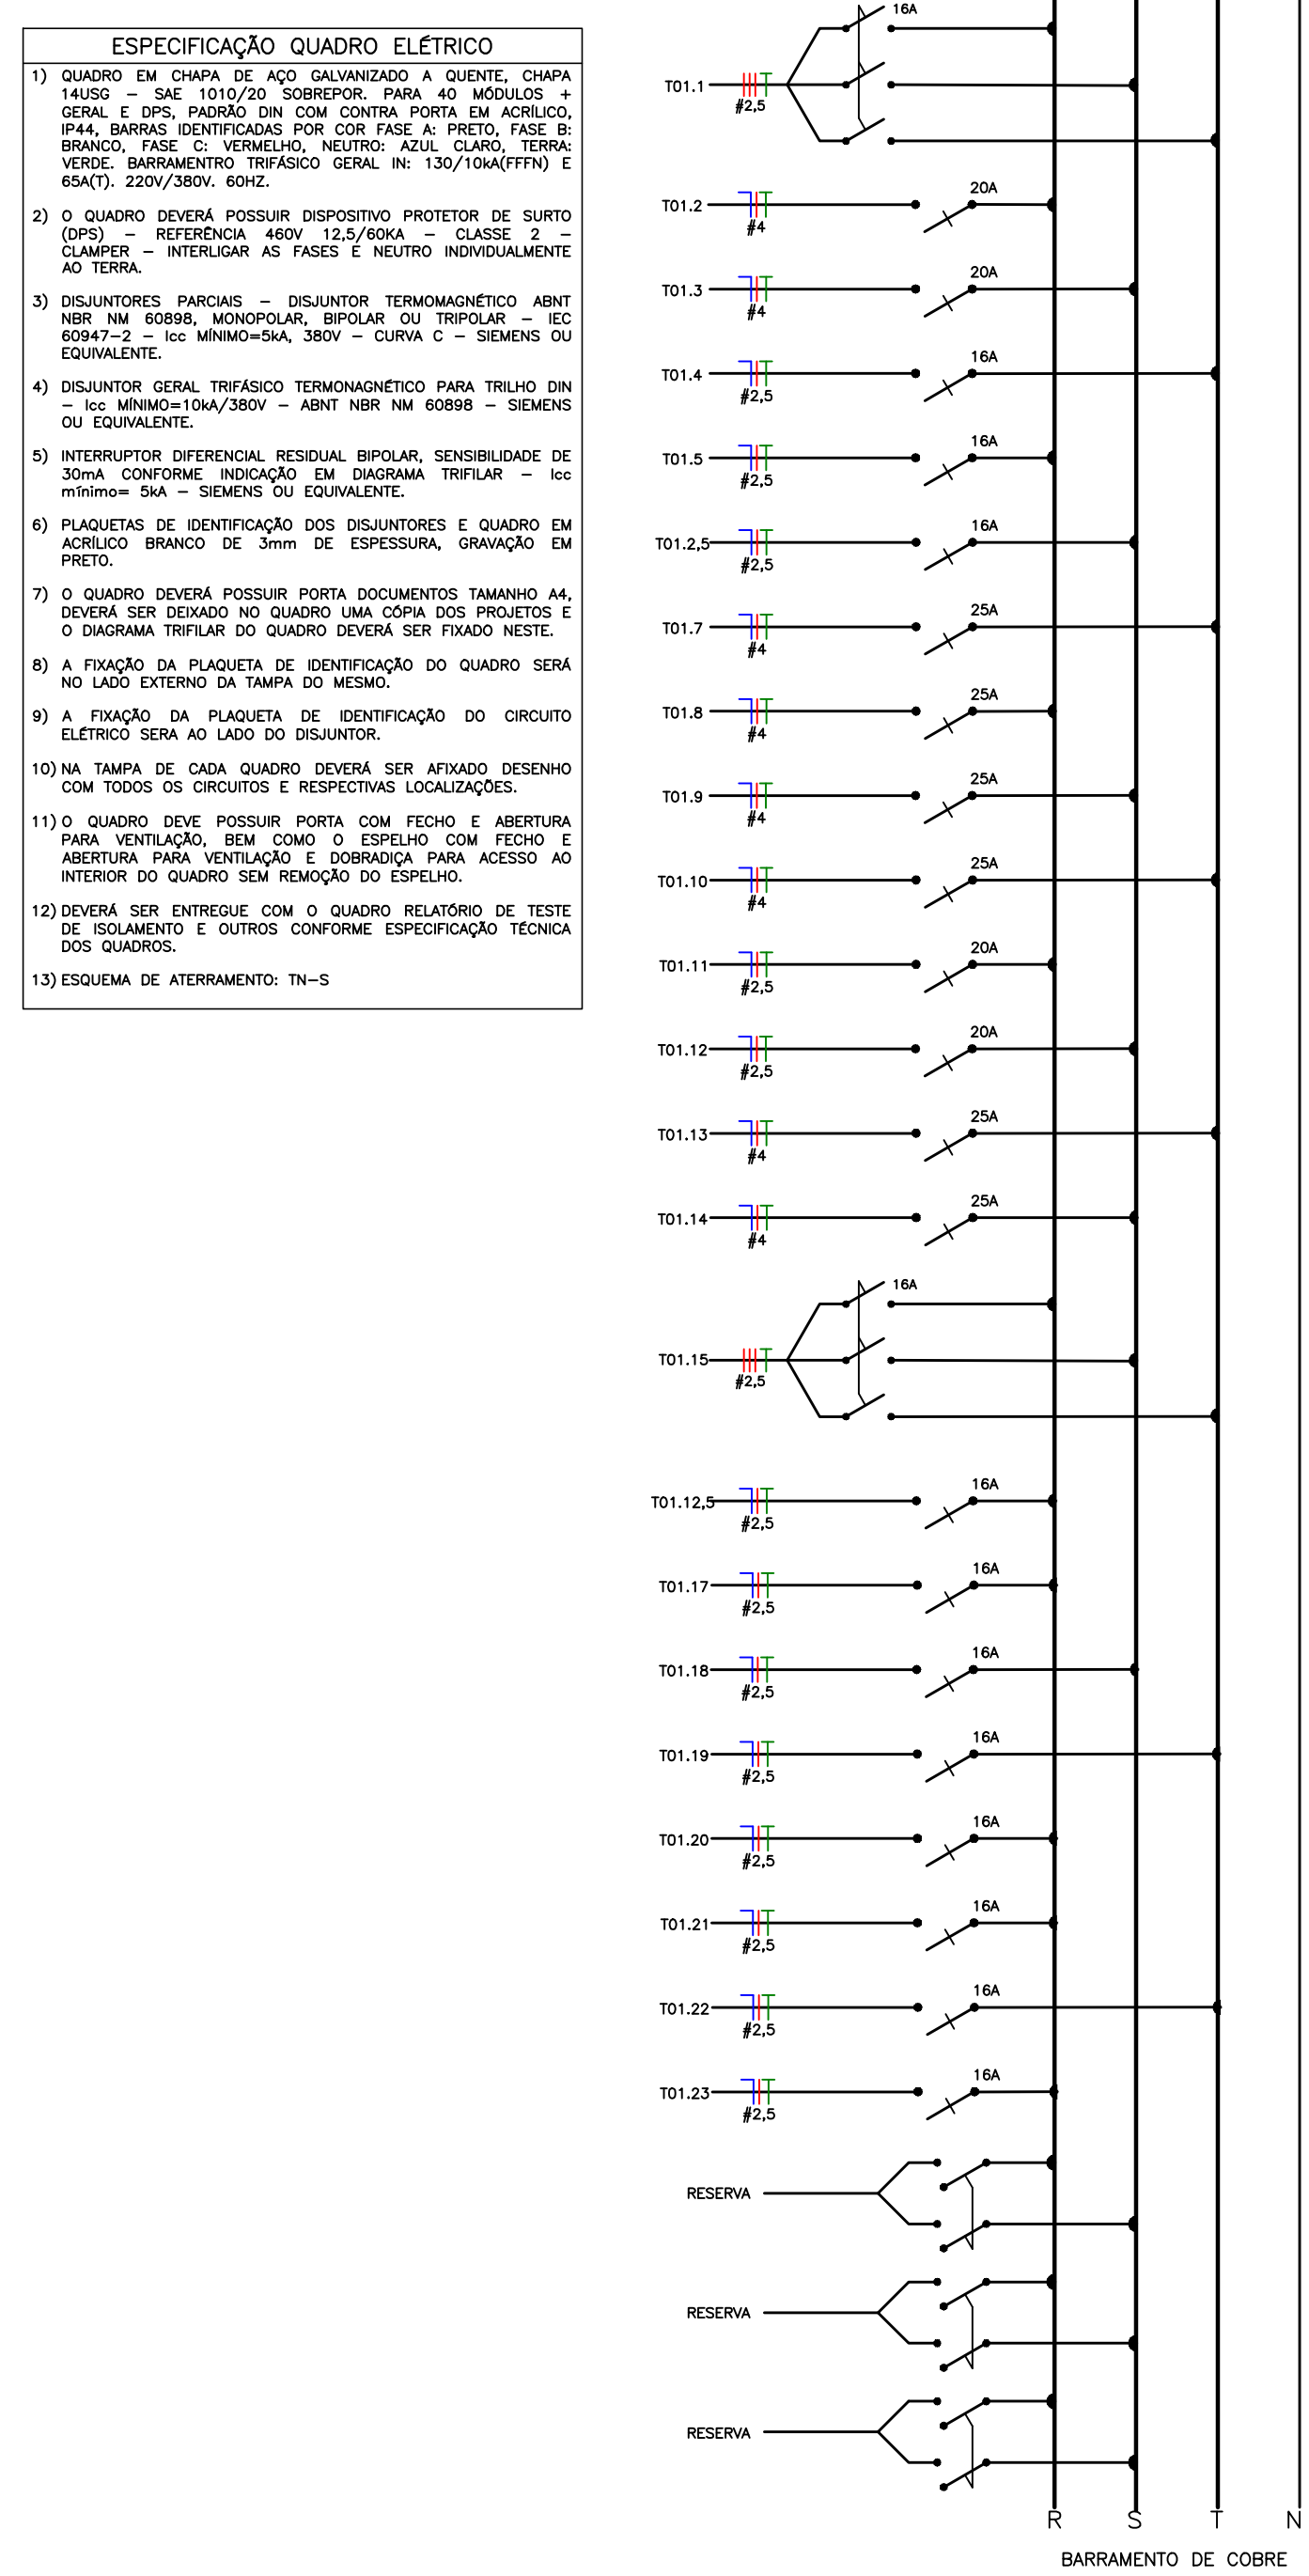 ESPECIFICAÇÃO QUADRO ELÉTRICO
1) QUADRO EM CHAPA DE AÇO GALVANIZADO A QUENTE, CHAPA
14USG – SAE 1010/20 SOBREPOR. PARA 40 MÓDULOS +
GERAL E DPS, PADRÃO DIN COM CONTRA PORTA EM ACRÍLICO,
IP44, BARRAS IDENTIFICADAS POR COR FASE A: PRETO, FASE B:
BRANCO, FASE C: VERMELHO, NEUTRO: AZUL CLARO, TERRA:
VERDE. BARRAMENTRO TRIFÁSICO GERAL IN: 130/10kA(FFFN) E
65A(T). 220V/380V. 60HZ.
2) O QUADRO DEVERÁ POSSUIR DISPOSITIVO PROTETOR DE SURTO
(DPS) – REFERÊNCIA 460V 12,5/60KA – CLASSE 2 –
CLAMPER – INTERLIGAR AS FASES E NEUTRO INDIVIDUALMENTE
AO TERRA.
3) DISJUNTORES PARCIAIS – DISJUNTOR TERMOMAGNÉTICO ABNT
NBR NM 60898, MONOPOLAR, BIPOLAR OU TRIPOLAR – IEC
60947-2 – Icc MÍNIMO=5kA, 380V – CURVA C – SIEMENS OU
EQUIVALENTE.
4) DISJUNTOR GERAL TRIFÁSICO TERMONAGNÉTICO PARA TRILHO DIN
– Icc MÍNIMO=10kA/380V – ABNT NBR NM 60898 – SIEMENS
OU EQUIVALENTE.
5) INTERRUPTOR DIFERENCIAL RESIDUAL BIPOLAR, SENSIBILIDADE DE
30mA CONFORME INDICAÇÃO EM DIAGRAMA TRIFILAR – Icc
mínimo= 5kA – SIEMENS OU EQUIVALENTE.
6) PLAQUETAS DE IDENTIFICAÇÃO DOS DISJUNTORES E QUADRO EM
ACRÍLICO BRANCO DE 3mm DE ESPESSURA, GRAVAÇÃO EM
PRETO.
7) O QUADRO DEVERÁ POSSUIR PORTA DOCUMENTOS TAMANHO A4,
DEVERÁ SER DEIXADO NO QUADRO UMA CÓPIA DOS PROJETOS E
O DIAGRAMA TRIFILAR DO QUADRO DEVERÁ SER FIXADO NESTE.
8) A FIXAÇÃO DA PLAQUETA DE IDENTIFICAÇÃO DO QUADRO SERÁ
NO LADO EXTERNO DA TAMPA DO MESMO.
9) A FIXAÇÃO DA PLAQUETA DE IDENTIFICAÇÃO DO CIRCUITO
ELÉTRICO SERA AO LADO DO DISJUNTOR.
10) NA TAMPA DE CADA QUADRO DEVERÁ SER AFIXADO DESENHO
COM TODOS OS CIRCUITOS E RESPECTIVAS LOCALIZAÇÕES.
11) O QUADRO DEVE POSSUIR PORTA COM FECHO E ABERTURA
PARA VENTILAÇÃO, BEM COMO O ESPELHO COM FECHO E
ABERTURA PARA VENTILAÇÃO E DOBRADIÇA PARA ACESSO AO
INTERIOR DO QUADRO SEM REMOÇÃO DO ESPELHO.
12) DEVERÁ SER ENTREGUE COM O QUADRO RELATÓRIO DE TESTE
DE ISOLAMENTO E OUTROS CONFORME ESPECIFICAÇÃO TÉCNICA
DOS QUADROS.
13) ESQUEMA DE ATERRAMENTO: TN-S
16A
T01.1
#2,5
20A
T01.2
#4
20A
T01.3
#4
16A
T01.4
#2,5
16A
T01.5
#2,5
16A
T01.2,5
#2,5
25A
T01.7
#4
25A
T01.8
#4
25A
T01.9
#4
25A
T01.10
#4
20A
T01.11
#2,5
20A
T01.12
#2,5
25A
T01.13
#4
25A
T01.14
#4
16A
T01.15
#2,5
16A
T01.12,5
#2,5
16A
T01.17
#2,5
16A
T01.18
#2,5
16A
T01.19
#2,5
16A
T01.20
#2,5
16A
T01.21
#2,5
16A
T01.22
#2,5
16A
T01.23
#2,5
RESERVA
RESERVA
RESERVA
R S T N
BARRAMENTO DE COBRE